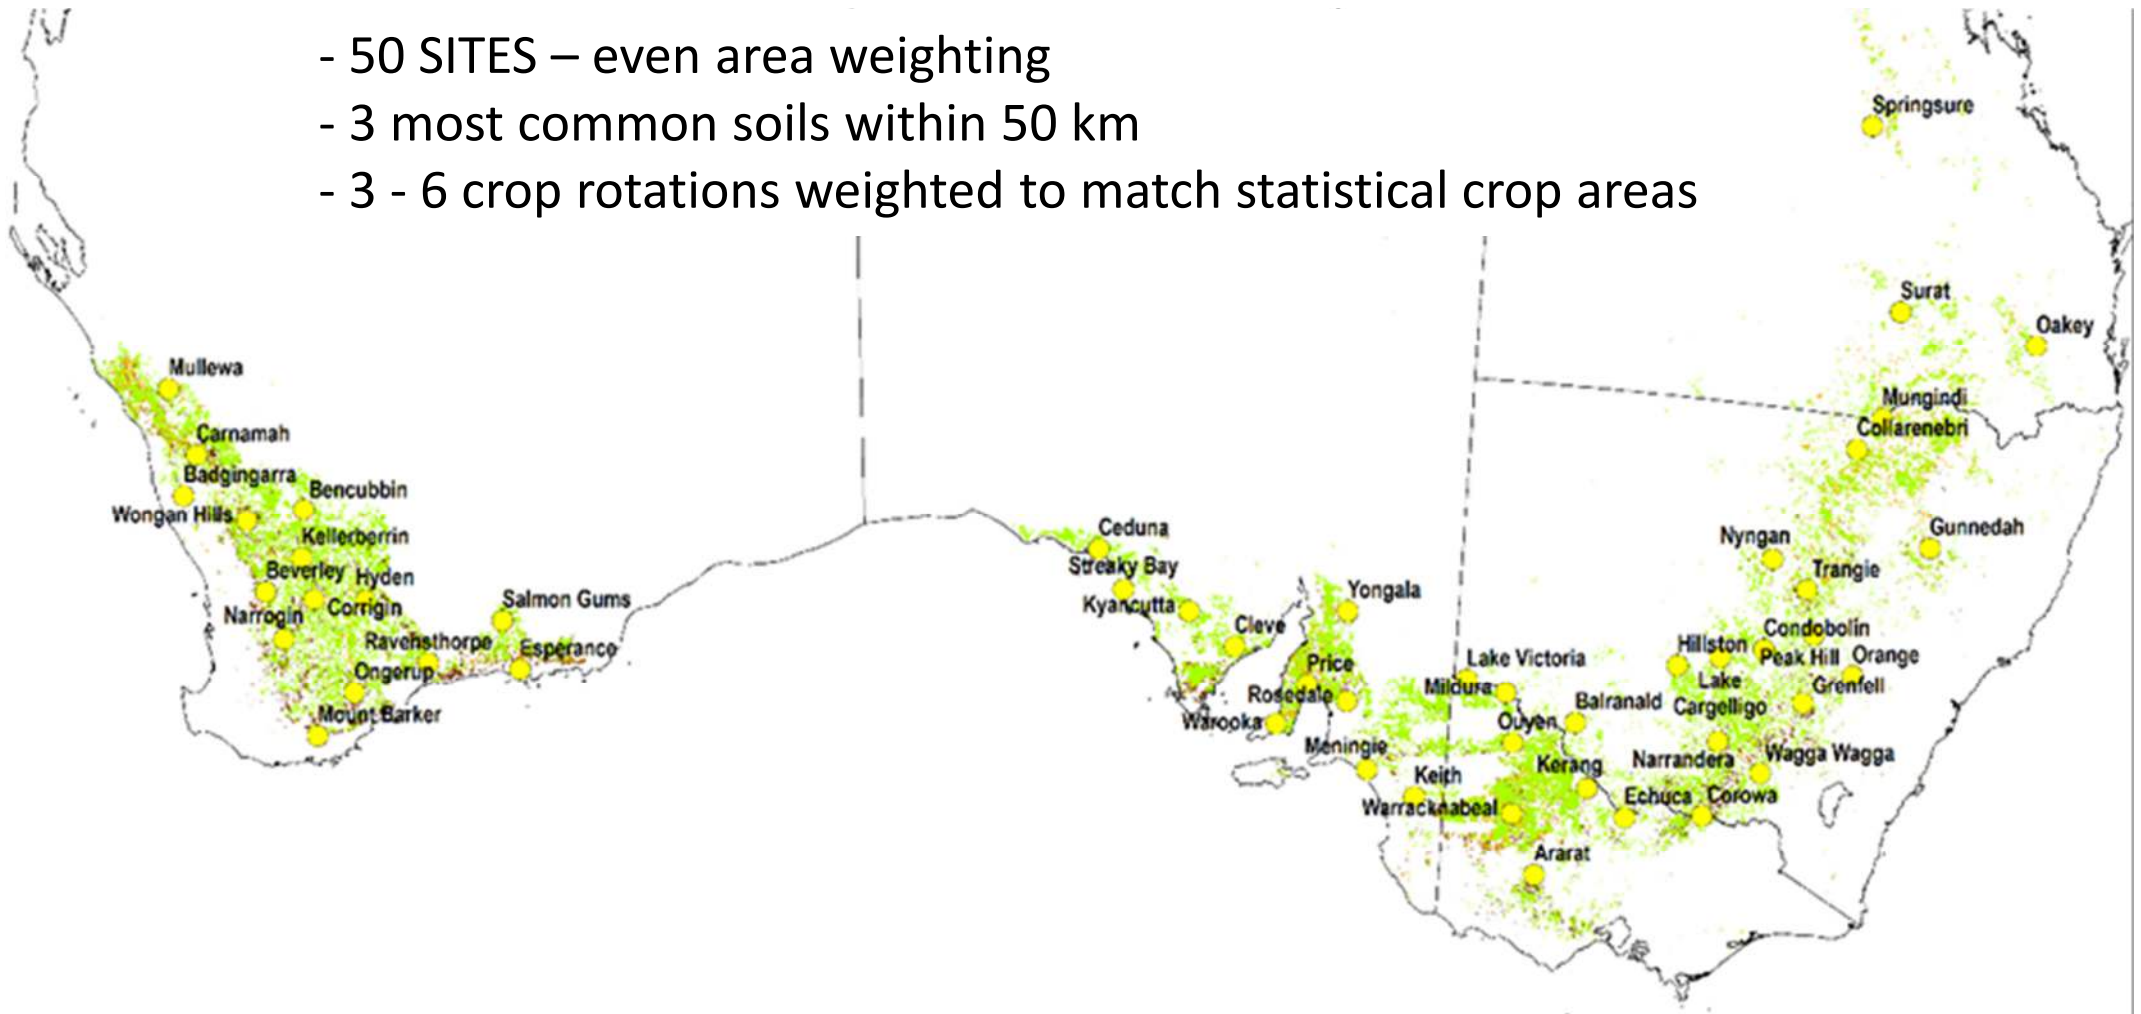 - 50 SITES – even area weighting
- 3 most common soils within 50 km
- 3 - 6 crop rotations weighted to match statistical crop areas
Springsure
Surat
Oakey
Mullewa
Mungindi
Carnamah
Collarenebri
Badgingarra
Bencubbin
Wongan Hills
Ceduna
Gunnedah
Kellerberrin
Nyngan
Streaky Bay
Trangie
Beverley
Hyden
Yongala
Salmon Gums
Kyancutta
Corrigin
Narrogin
Cleve
Condobolin
Ravensthorpe
Esperance
Hillston
Peak Hill
Orange
Lake Victoria
Price
Ongerup
Lake
Cargelligo
Mildura
Grenfell
Rosedale
Balranald
Mount Barker
Warooka
Ouyen
Meningie
Narrandera
Wagga Wagga
Kerang
Keith
Echuca
Corowa
Warracknabeal
Ararat